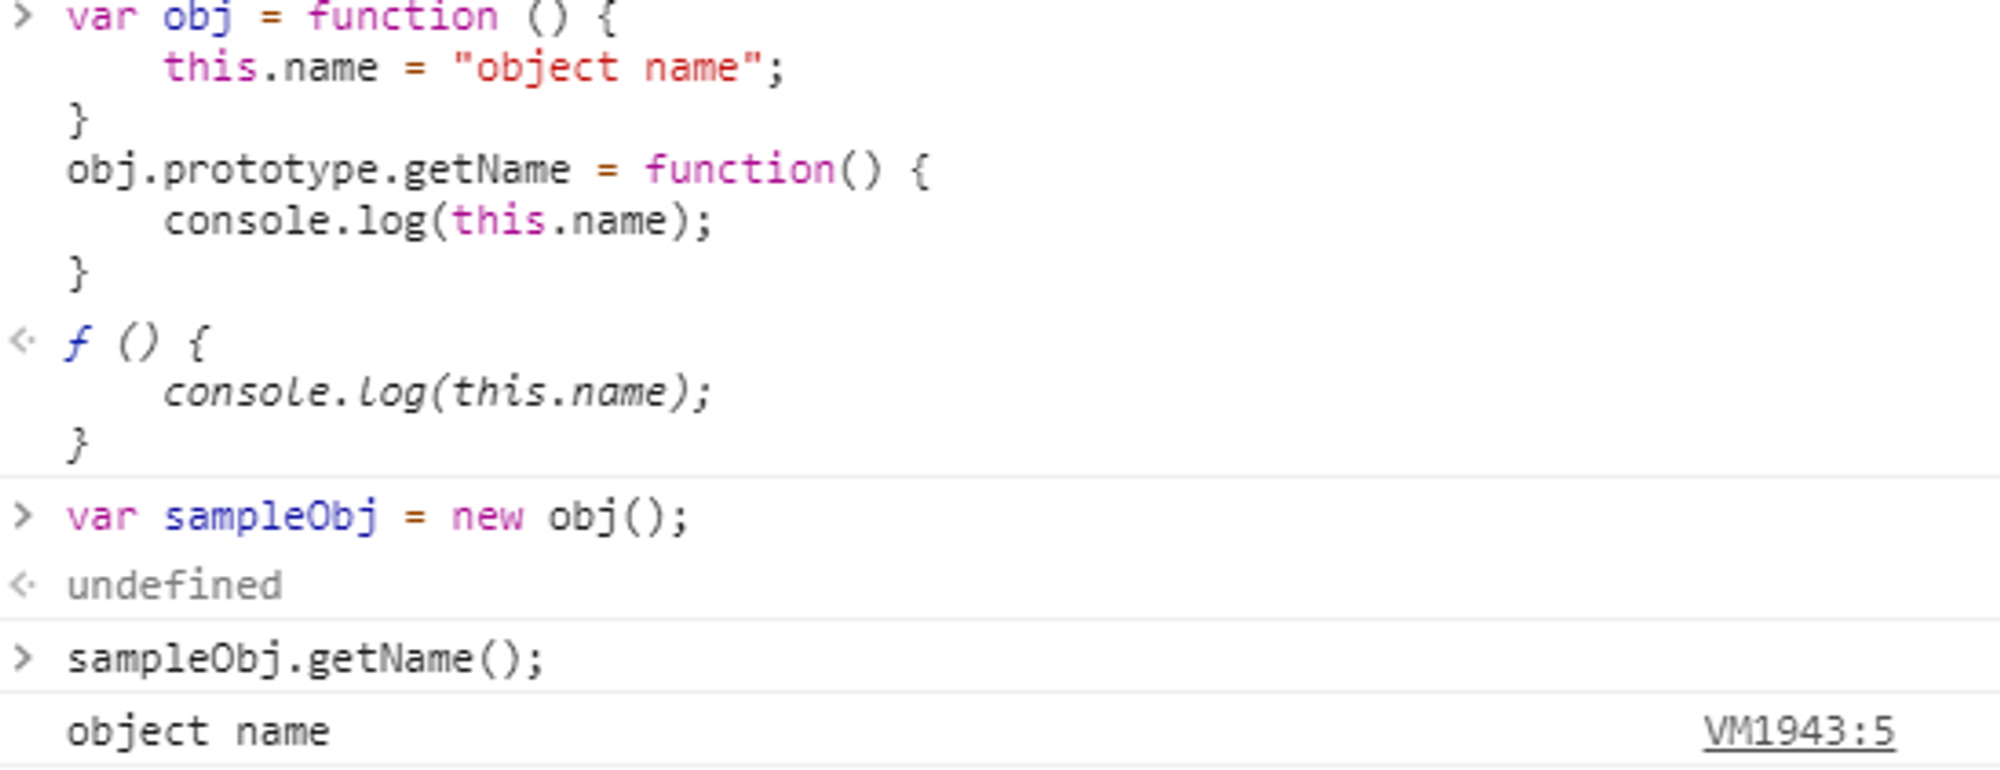 > var obj = function () {
    this.name = "object name";
}
obj.prototype.getName = function() {
    console.log(this.name);
}
<· ƒ () {
    console.log(this.name);
}
> var sampleObj = new obj();
<· undefined
> sampleObj.getName();
object name VM1943:5